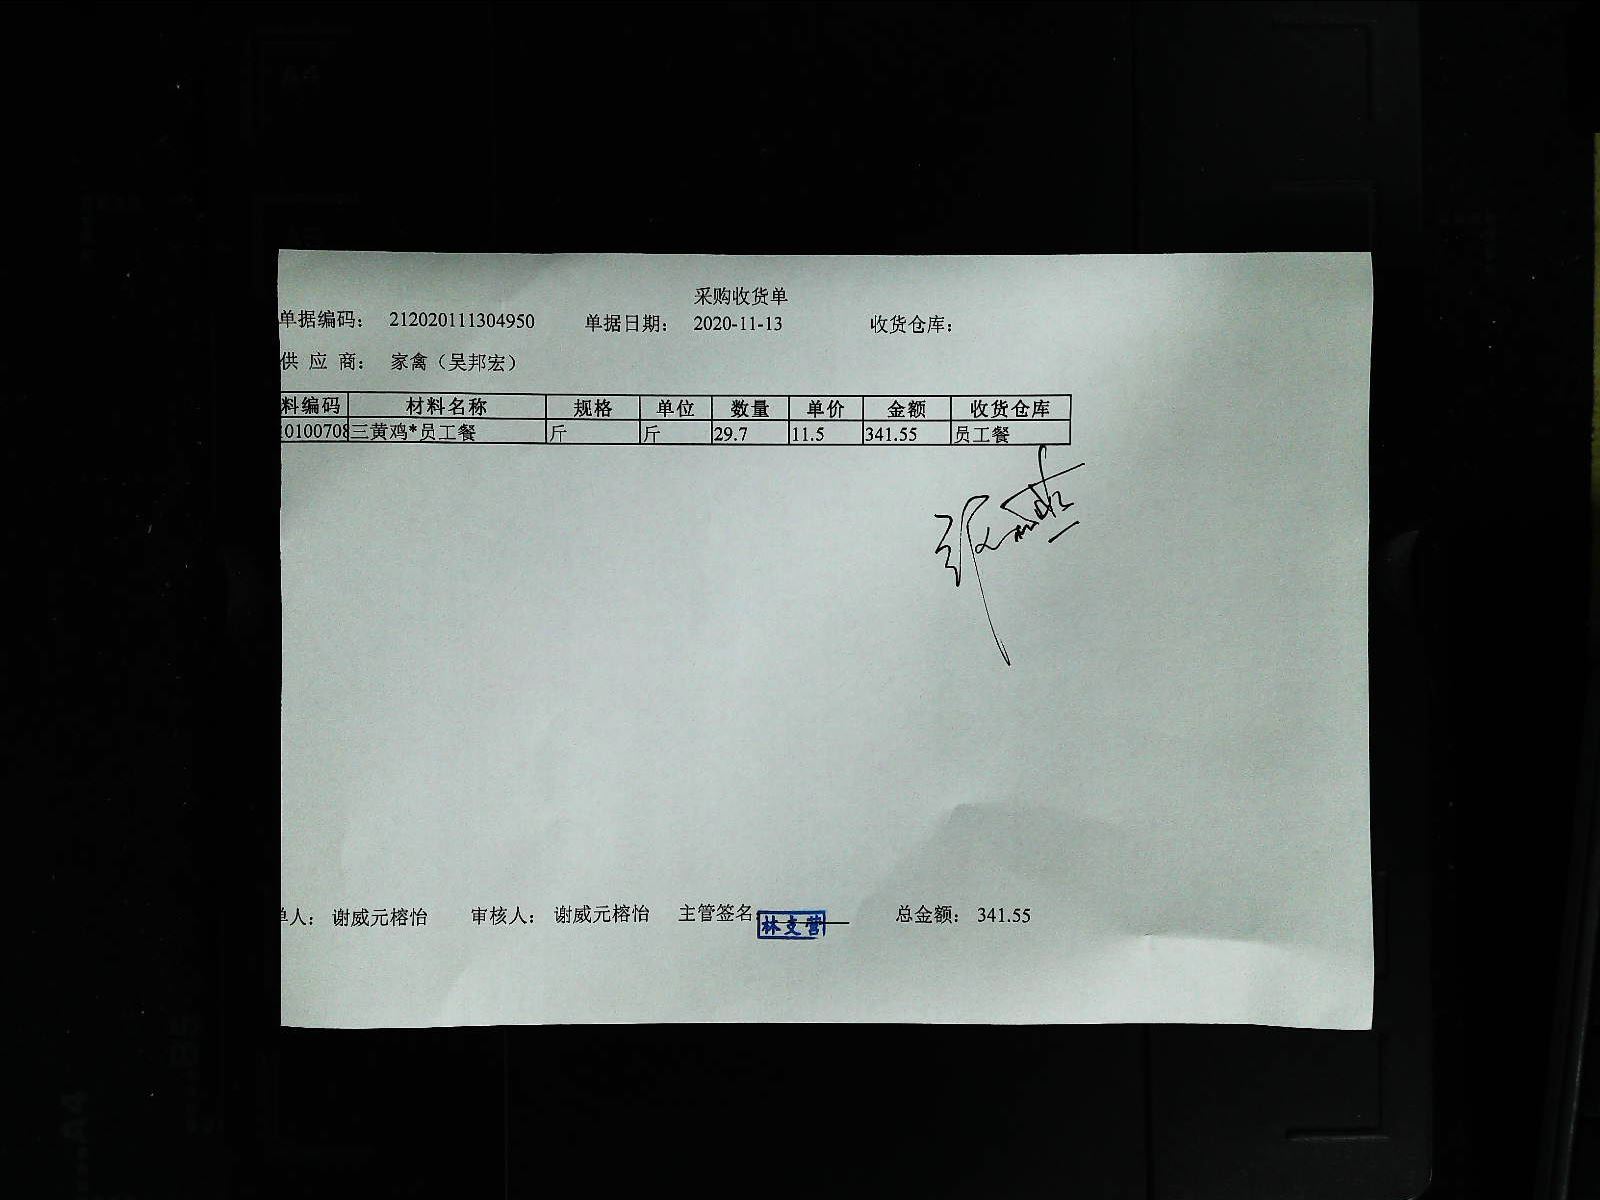 采购收货单
单据编码： 212020111304950 单据日期： 2020-11-13 收货仓库：
供 应 商： 家禽（吴邦宏）
料编码 材料名称 规格 单位 数量 单价 金额 收货仓库
0100708 三黄鸡*员工餐 斤 斤 29.7 11.5 341.55 员工餐
单人： 谢威元榕怡 审核人： 谢威元榕怡 主管签名 林支营 总金额： 341.55